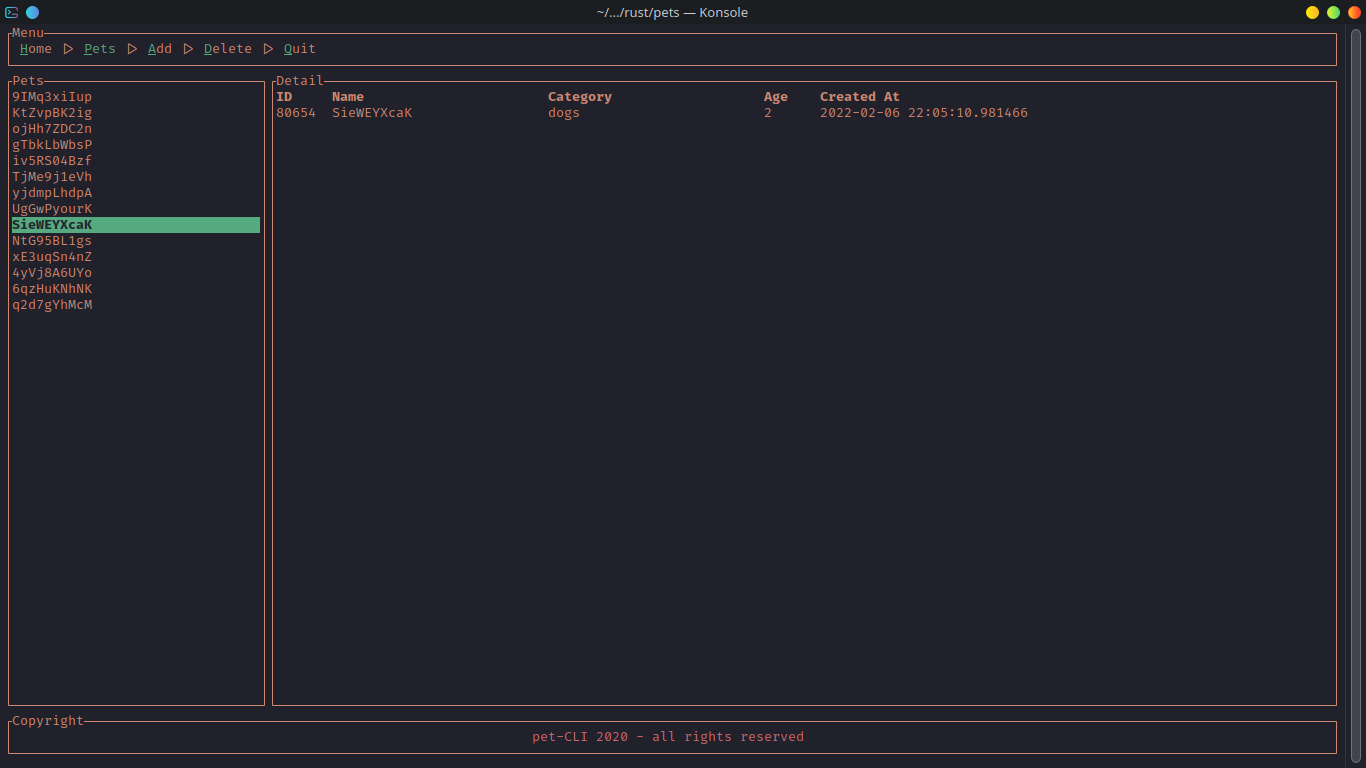 ~/.../rust/pets — Konsole
Menu
Home ▷ Pets ▷ Add ▷ Delete ▷ Quit
Pets
9IMq3xiIup
KtZvpBK2ig
ojHh7ZDC2n
gTbkLbWbsP
iv5RS04Bzf
TjMe9j1eVh
yjdmpLhdpA
UgGwPyourK
SieWEYXcaK
NtG95BL1gs
xE3uqSn4nZ
4yVj8A6UYo
6qzHuKNhNK
q2d7gYhMcM
Detail
ID Name Category Age Created At
80654 SieWEYXcaK dogs 2 2022-02-06 22:05:10.981466
Copyright
pet-CLI 2020 - all rights reserved